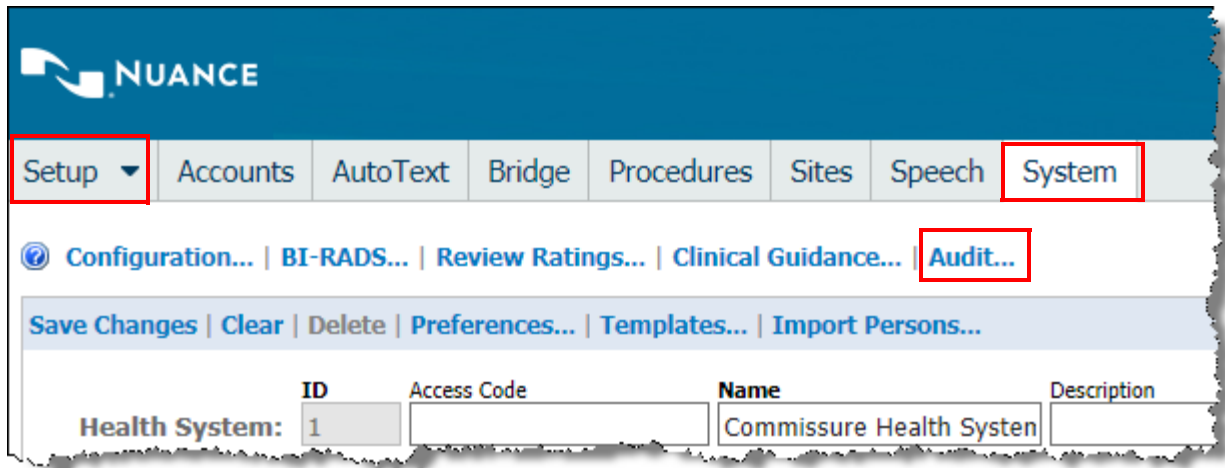 NUANCE
Setup Accounts AutoText Bridge Procedures Sites Speech System
Configuration... | BI-RADS... | Review Ratings... | Clinical Guidance... | Audit...
Save Changes | Clear | Delete | Preferences... | Templates... | Import Persons...
ID Access Code Name Description
Health System: 1 Commissure Health System